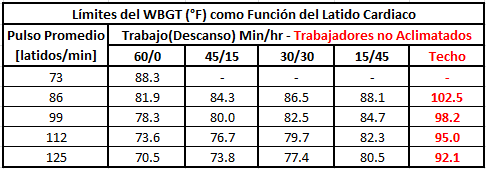 Límites del WBGT (°F) como Función del Latido Cardiaco
Pulso Promedio [latidos/min] Trabajo(Descanso) Min/hr - Trabajadores no Aclimatados
60/0 45/15 30/30 15/45 Techo
73 88.3 - - - -
86 81.9 84.3 86.5 88.1 102.5
99 78.3 80.0 82.5 84.7 98.2
112 73.6 76.7 79.7 82.3 95.0
125 70.5 73.8 77.4 80.5 92.1